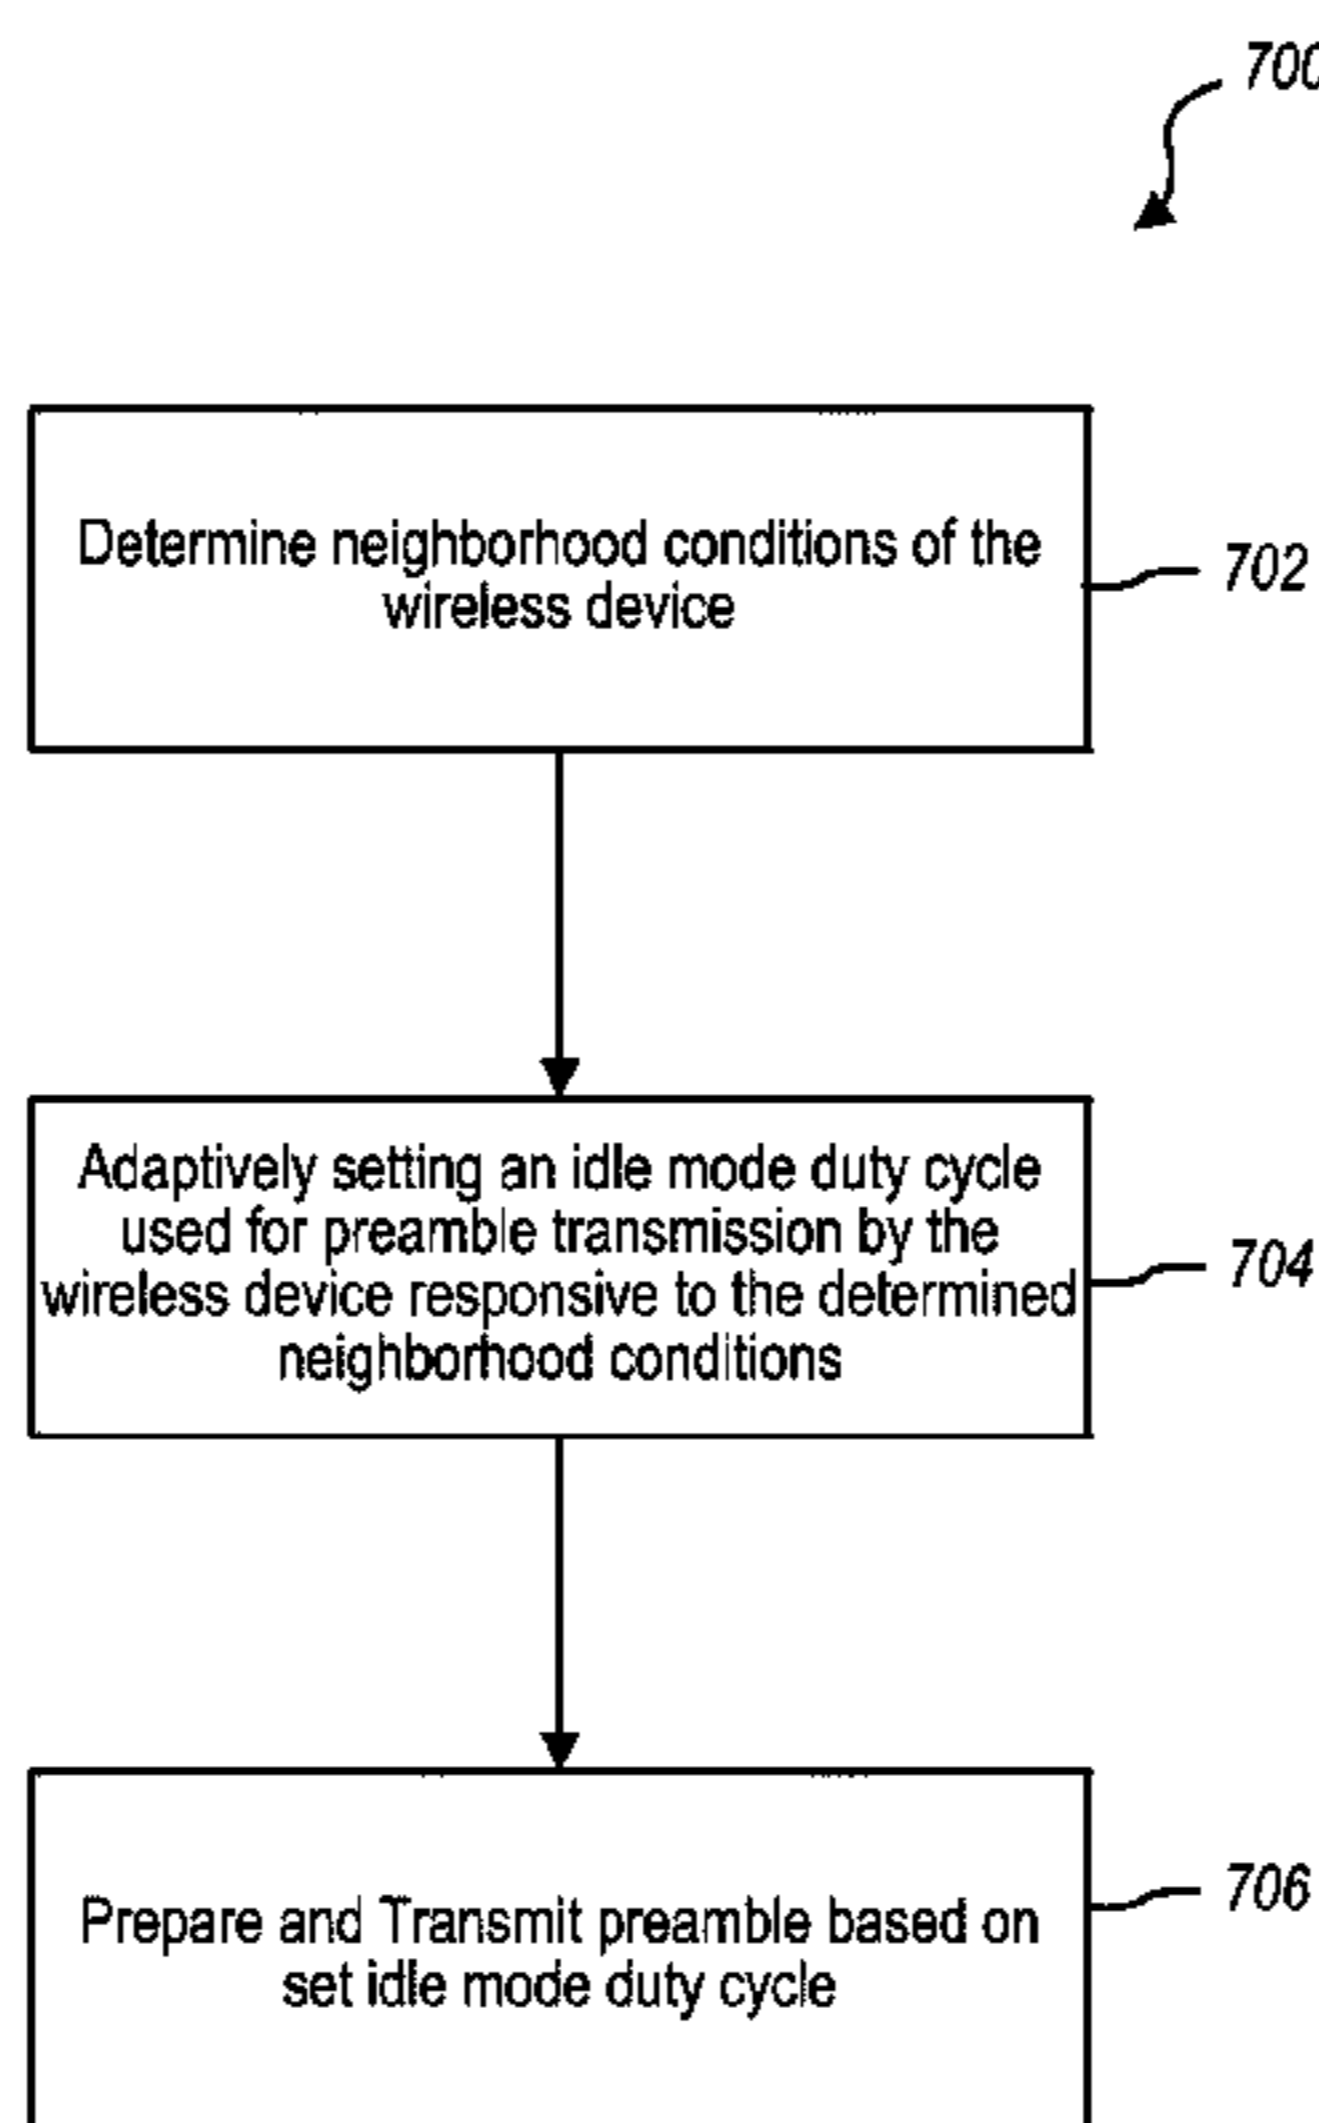 700
Determine neighborhood conditions of the
wireless device
702
Adaptively setting an idle mode duty cycle
used for preamble transmission by the
wireless device responsive to the determined
neighborhood conditions
704
Prepare and Transmit preamble based on
set idle mode duty cycle
706